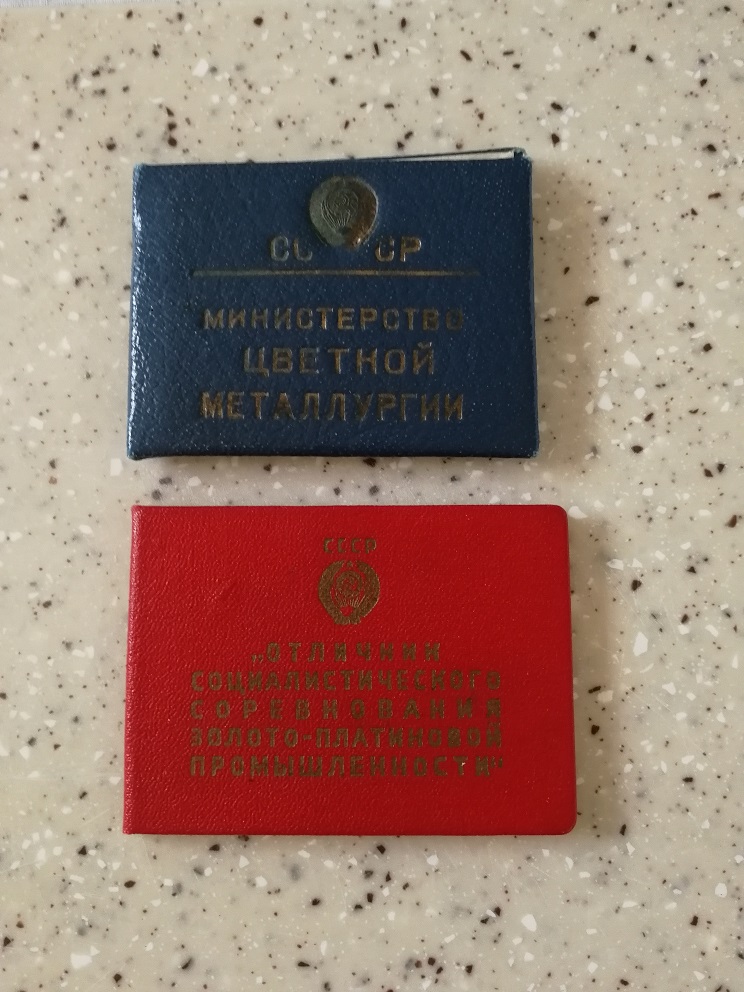 СССР
МИНИСТЕРСТВО
ЦВЕТНОЙ
МЕТАЛЛУРГИИ
СССР
„ОТЛИЧНИК
СОЦИАЛИСТИЧЕСКОГО
СОРЕВНОВАНИЯ
ЗОЛОТО-ПЛАТИНОВОЙ
ПРОМЫШЛЕННОСТИ“